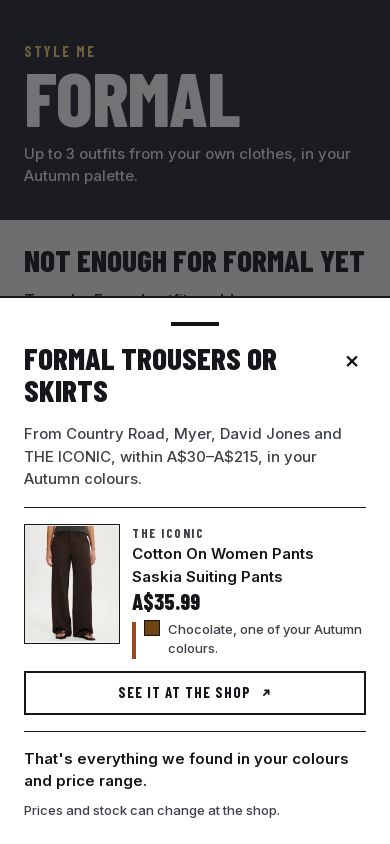 STYLE ME
FORMAL
Up to 3 outfits from your own clothes, in your
Autumn palette.
NOT ENOUGH FOR FORMAL YET
FORMAL TROUSERS OR
SKIRTS
×
From Country Road, Myer, David Jones and
THE ICONIC, within A$30–A$215, in your
Autumn colours.
THE ICONIC
Cotton On Women Pants
Saskia Suiting Pants
A$35.99
Chocolate, one of your Autumn
colours.
SEE IT AT THE SHOP ↗
That's everything we found in your colours
and price range.
Prices and stock can change at the shop.